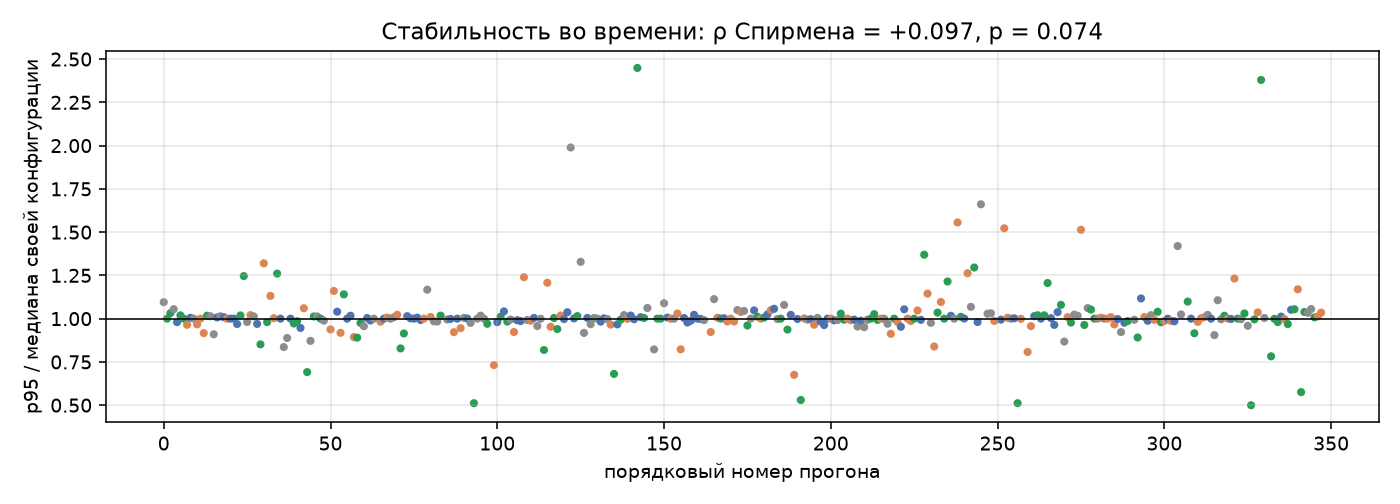 Стабильность во времени: ρ Спирмена = +0.097, p = 0.074
p95 / медиана своей конфигурации
2.50
2.25
2.00
1.75
1.50
1.25
1.00
0.75
0.50
0 50 100 150 200 250 300 350
порядковый номер прогона